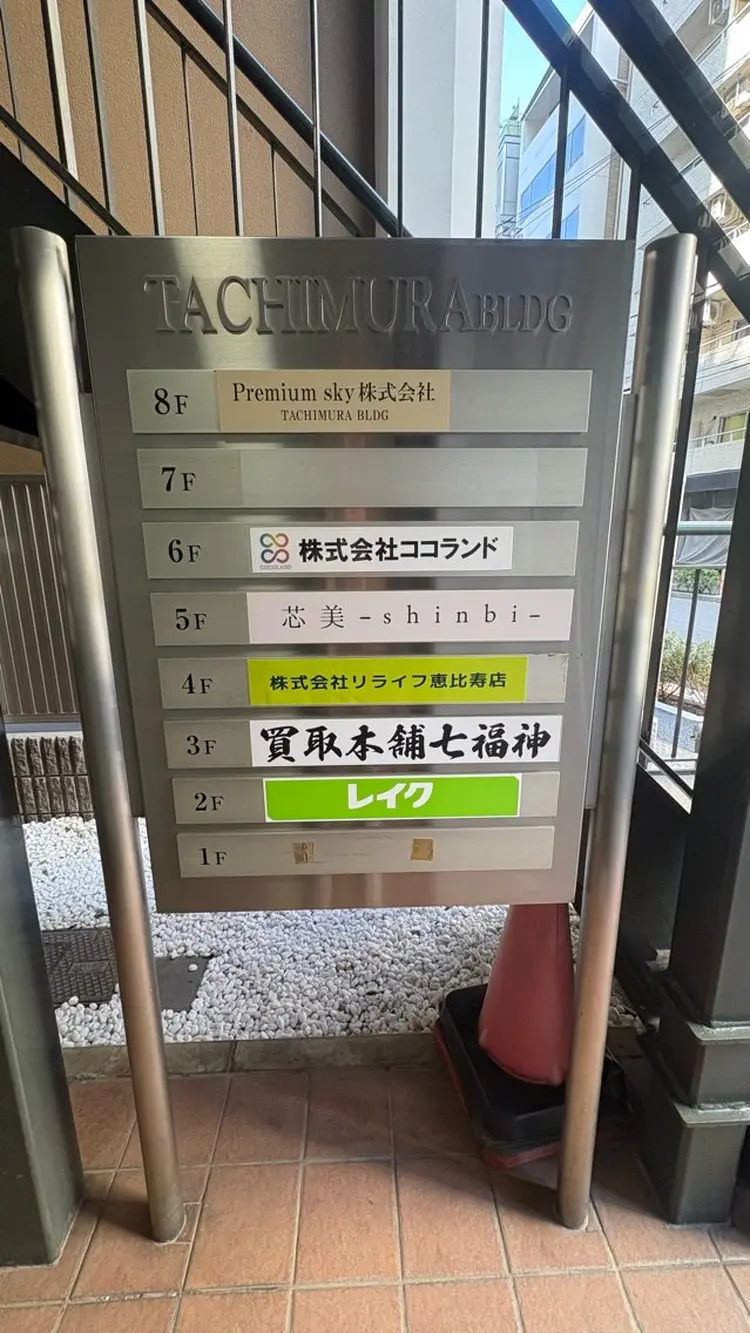 TACHIMURA BLDG
8F Premium sky株式会社
TACHIMURA BLDG
7F
6F COCOLAND 株式会社ココランド
5F 芯美-shinbi-
4F 株式会社リライフ恵比寿店
3F 買取本舗七福神
2F レイク
1F